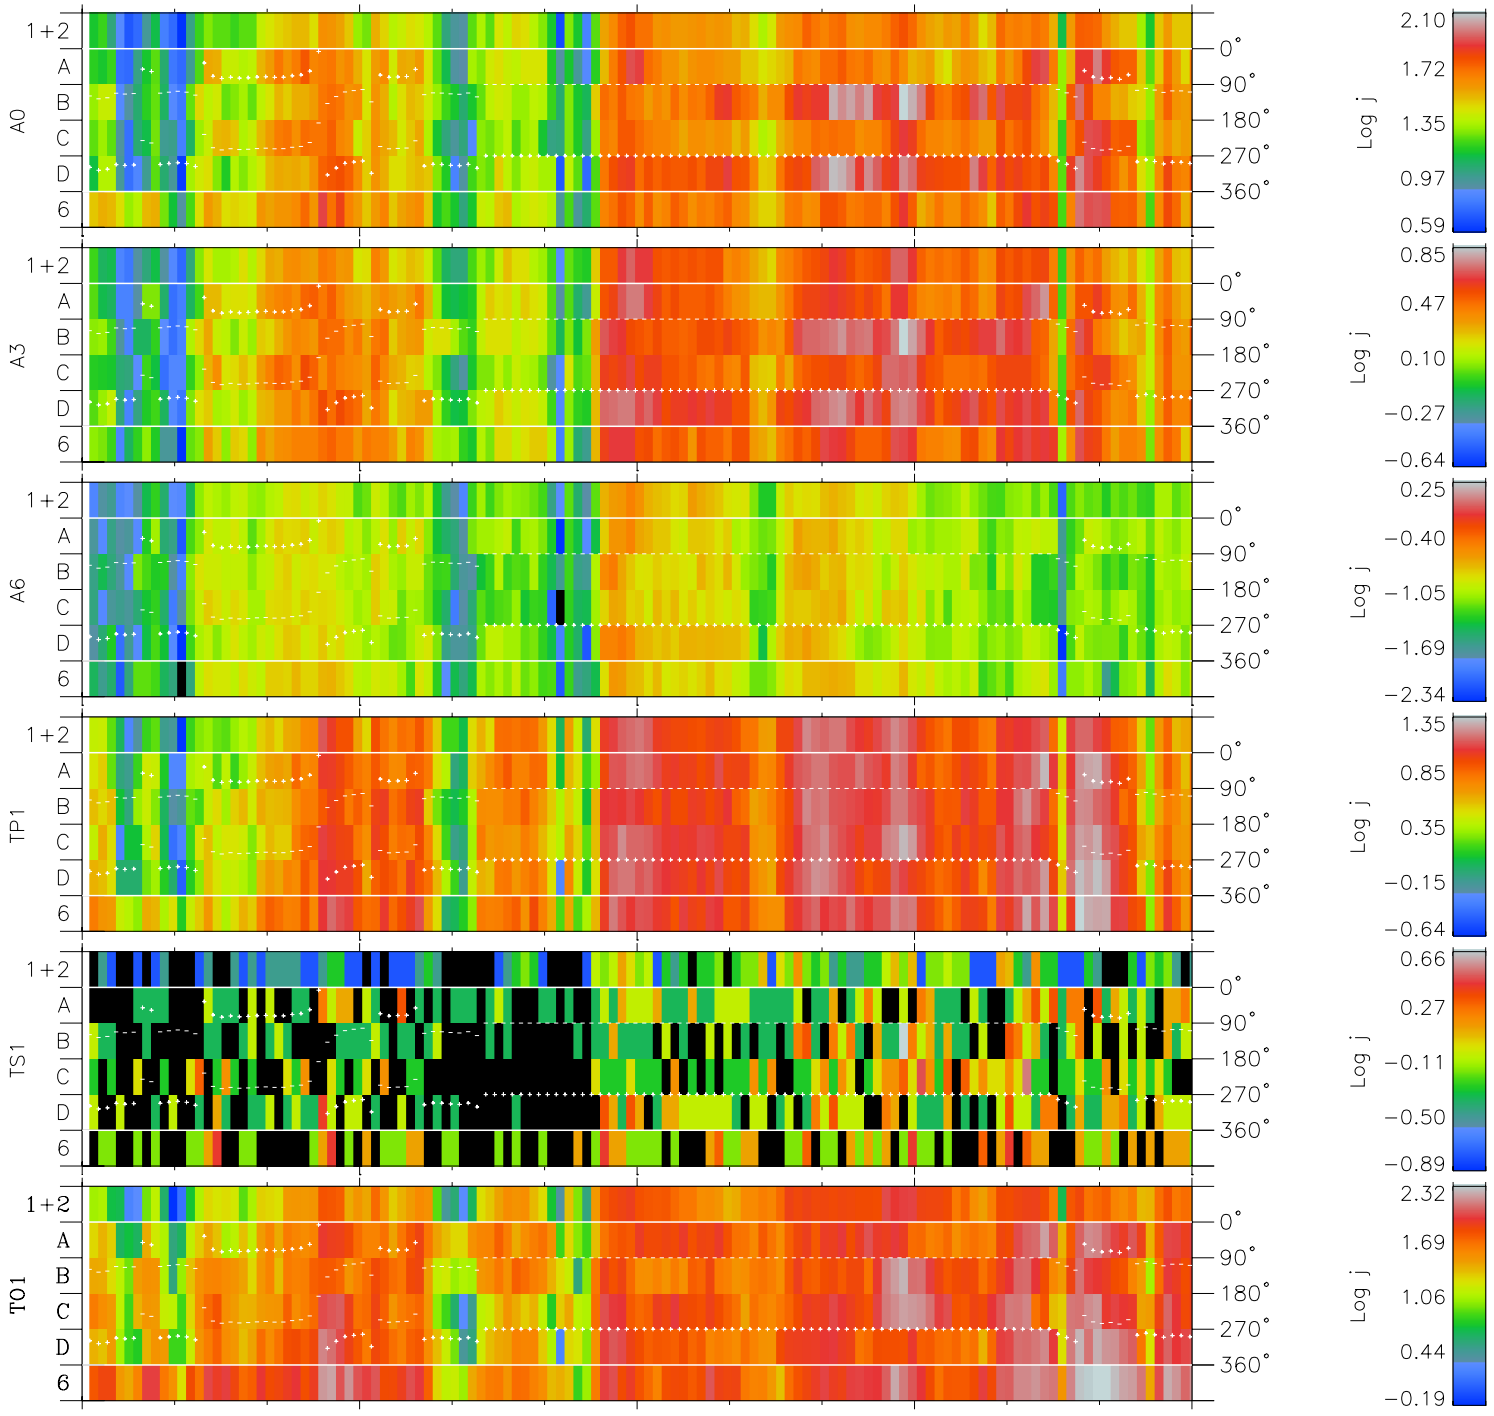 A0
1+2
A
B
C
D
6
0°
90°
180°
270°
360°
Log j
2.10
1.72
1.35
0.97
0.59
A3
1+2
A
B
C
D
6
0°
90°
180°
270°
360°
Log j
0.85
0.47
0.10
−0.27
−0.64
A6
1+2
A
B
C
D
6
0°
90°
180°
270°
360°
Log j
0.25
−0.40
−1.05
−1.69
−2.34
TP1
1+2
A
B
C
D
6
0°
90°
180°
270°
360°
Log j
1.35
0.85
0.35
−0.15
−0.64
TS1
1+2
A
B
C
D
6
0°
90°
180°
270°
360°
Log j
0.66
0.27
−0.11
−0.50
−0.89
TO1
1+2
A
B
C
D
6
0°
90°
180°
270°
360°
Log j
2.32
1.69
1.06
0.44
−0.19